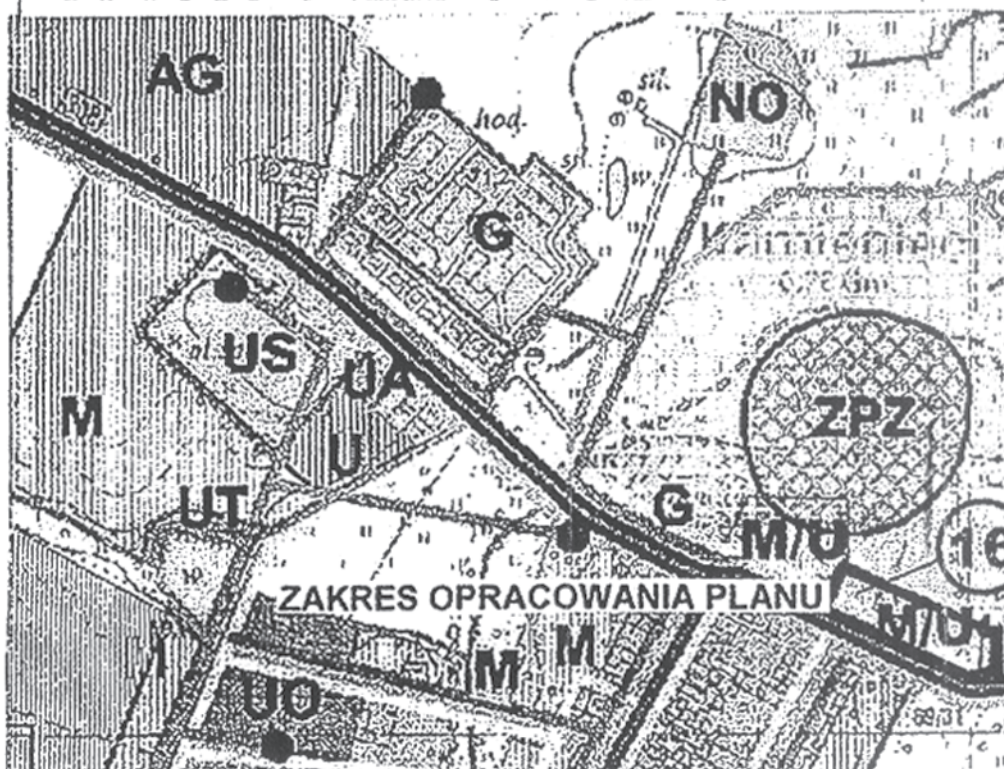 AG
NO
hod.
G
US
UA
M
U
ZPZ
UT
G
M/U
16
ZAKRES OPRACOWANIA PLANU
M/U
M
M
UO